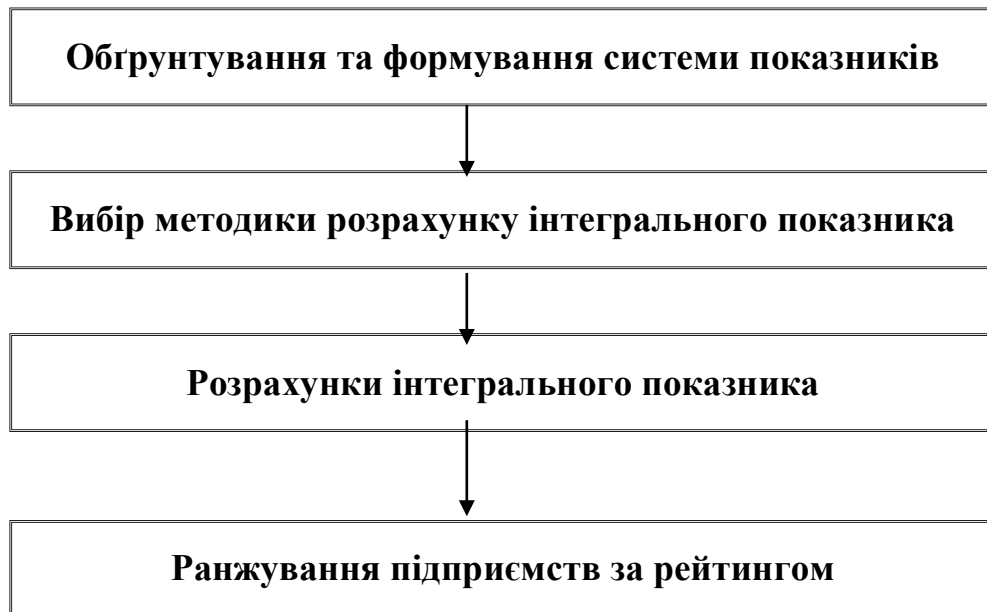 Обґрунтування та формування системи показників
Вибір методики розрахунку інтегрального показника
Розрахунки інтегрального показника
Ранжування підприємств за рейтингом